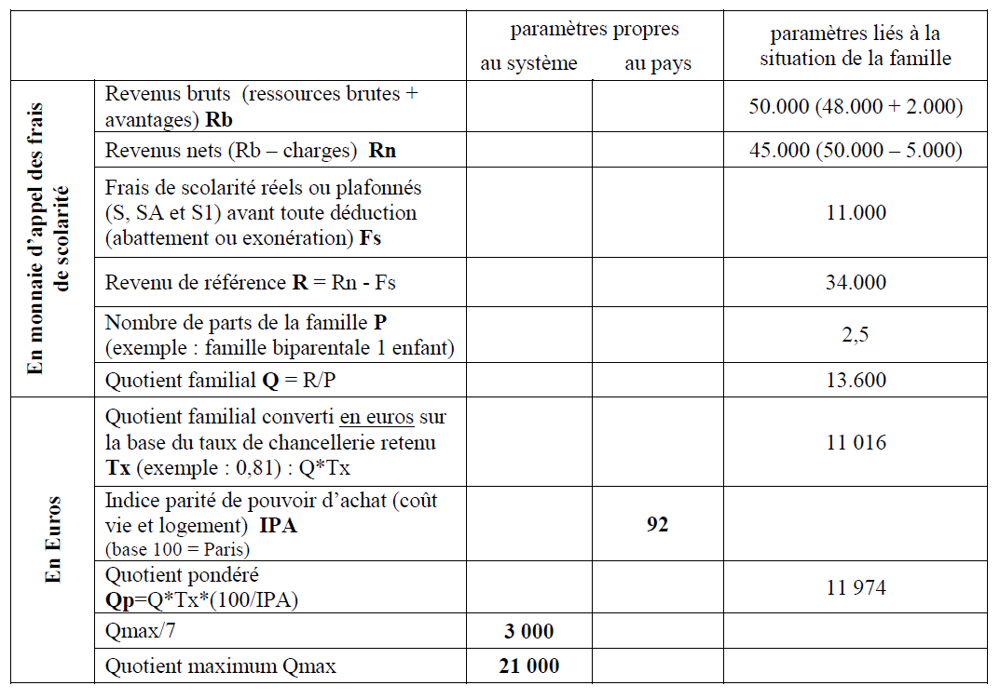 paramètres propres
au système au pays
paramètres liés à la
situation de la famille
En monnaie d'appel des frais
de scolarité
Revenus bruts (ressources brutes +
avantages) Rb
50.000 (48.000 + 2.000)
Revenus nets (Rb – charges) Rn
45.000 (50.000 – 5.000)
Frais de scolarité réels ou plafonnés
(S, SA et S1) avant toute déduction
(abattement ou exonération) Fs
11.000
Revenu de référence R = Rn - Fs
34.000
Nombre de parts de la famille P
(exemple : famille biparentale 1 enfant)
2,5
Quotient familial Q = R/P
13.600
En Euros
Quotient familial converti en euros sur
la base du taux de chancellerie retenu
Tx (exemple : 0,81) : Q*Tx
11 016
Indice parité de pouvoir d'achat (coût
vie et logement) IPA
(base 100 = Paris)
92
Quotient pondéré
Qp=Q*Tx*(100/IPA)
11 974
Qmax/7
3 000
Quotient maximum Qmax
21 000